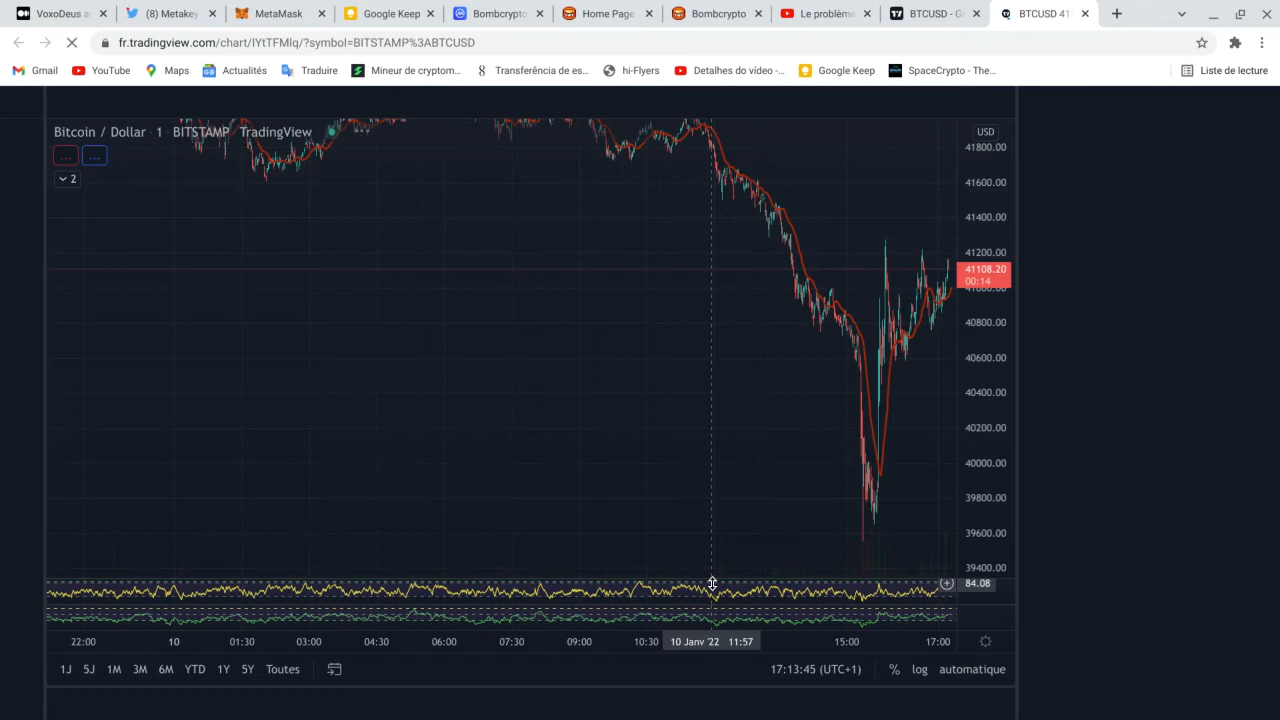 VoxoDeus a
(8) Metakey
MetaMask
Google Keep
Bombcrypto
Home Page
Bombcrypto
Le problème
BTCUSD - Gr
BTCUSD 411
fr.tradingview.com/chart/IYtTFMlq/?symbol=BITSTAMP%3ABTCUSD
Gmail
YouTube
Maps
Actualités
Traduire
Mineur de cryptom...
Transferência de es...
hi-Flyers
Detalhes do vídeo -...
Google Keep
SpaceCrypto - The...
Liste de lecture
Bitcoin / Dollar · 1 · BITSTAMP TradingView
USD
... ...
2
41800.00
41600.00
41400.00
41200.00
41108.20
00:14
41000.00
40800.00
40600.00
40400.00
40200.00
40000.00
39800.00
39600.00
39400.00
84.08
22:00 10 01:30 03:00 04:30 06:00 07:30 09:00 10:30 10 Janv '22 11:57 15:00 17:00
1J 5J 1M 3M 6M YTD 1Y 5Y Toutes 17:13:45 (UTC+1) % log automatique